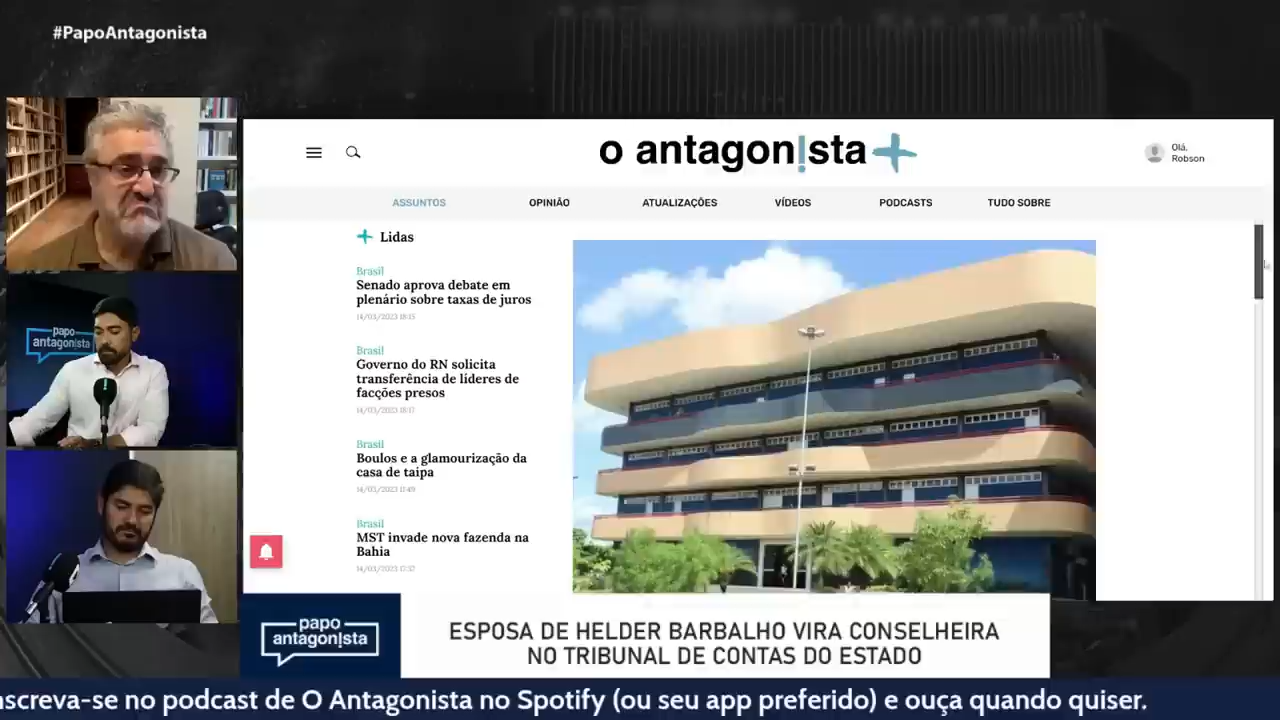 #PapoAntagonista
o antagon!sta+
Olá,
Robson
ASSUNTOS
OPINIÃO
ATUALIZAÇÕES
VÍDEOS
PODCASTS
TUDO SOBRE
Lidas
Brasil
Senado aprova debate em
plenário sobre taxas de juros
Brasil
Governo do RN solicita
transferência de líderes de
facções presos
Brasil
Boulos e a glamourização da
casa de taipa
Brasil
MST invade nova fazenda na
Bahia
papo
antagon!sta
papo
antagon!sta
ESPOSA DE HELDER BARBALHO VIRA CONSELHEIRA
NO TRIBUNAL DE CONTAS DO ESTADO
nscreva-se no podcast de O Antagonista no Spotify (ou seu app preferido) e ouça quando quiser.